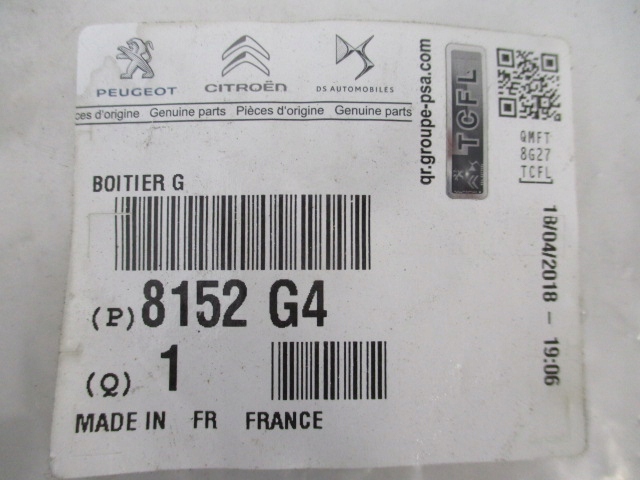 PEUGEOT CITROËN DS AUTOMOBILES
ces d'origine Genuine parts Pièces d'origine Genuine parts
qr.groupe-psa.com
TCFL
QMFT
8G27
TCFL
18/04/2018 - 19:06
BOITIER G
(P) 8152 G4
(Q) 1
MADE IN FR FRANCE